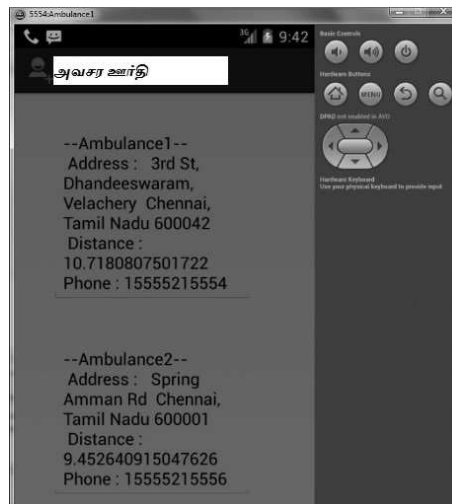 5554:Ambulance1
3G 9:42
அவசர ஊர்தி
--Ambulance1--
Address : 3rd St,
Dhandeeswaram,
Velachery Chennai,
Tamil Nadu 600042
Distance :
10.7180807501722
Phone : 15555215554
--Ambulance2--
Address : Spring
Amman Rd Chennai,
Tamil Nadu 600001
Distance :
9.452640915047626
Phone : 15555215556
Basic Controls
Hardware Buttons
MENU
DPAD not enabled in AVD
Hardware Keyboard
Use your physical keyboard to provide input